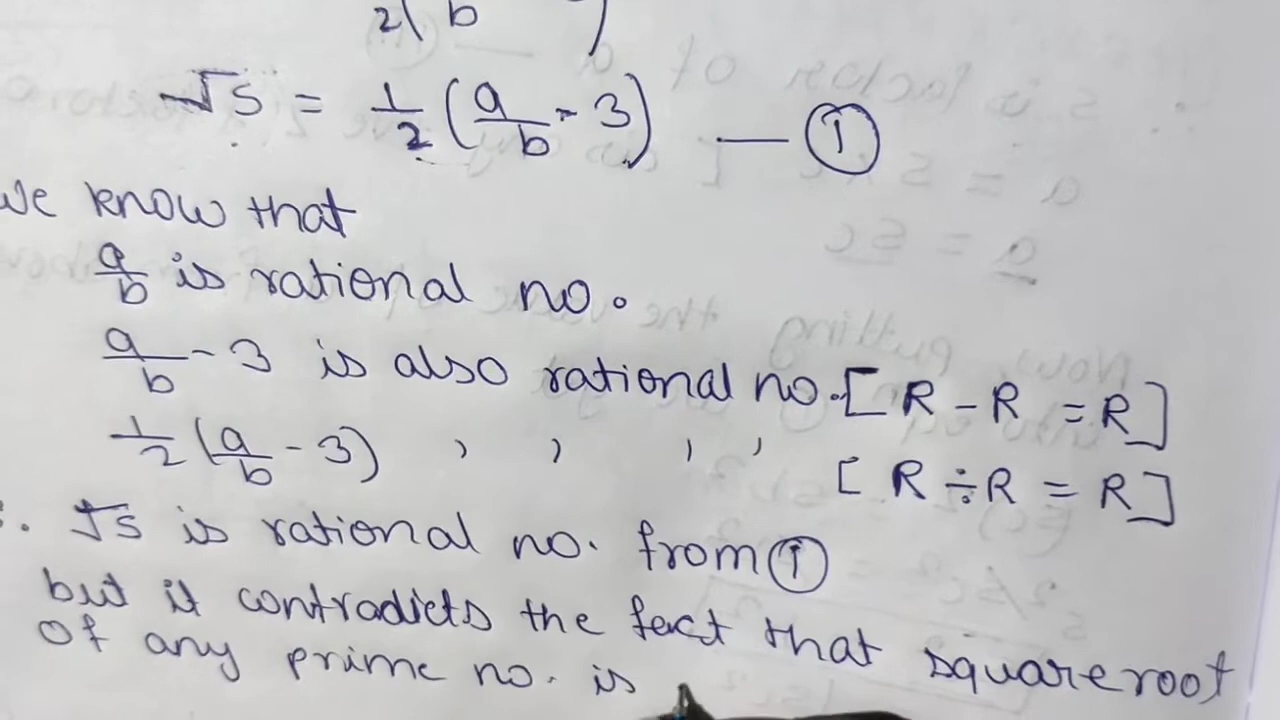 √5 = 1/2 (a/b - 3) — ①
we know that
a/b is rational no.
a/b - 3 is also rational no. [R - R = R]
1/2 (a/b - 3) , , , , [R ÷ R = R]
∴ √5 is rational no. from ①
but it contradicts the fact that square root
of any prime no. is